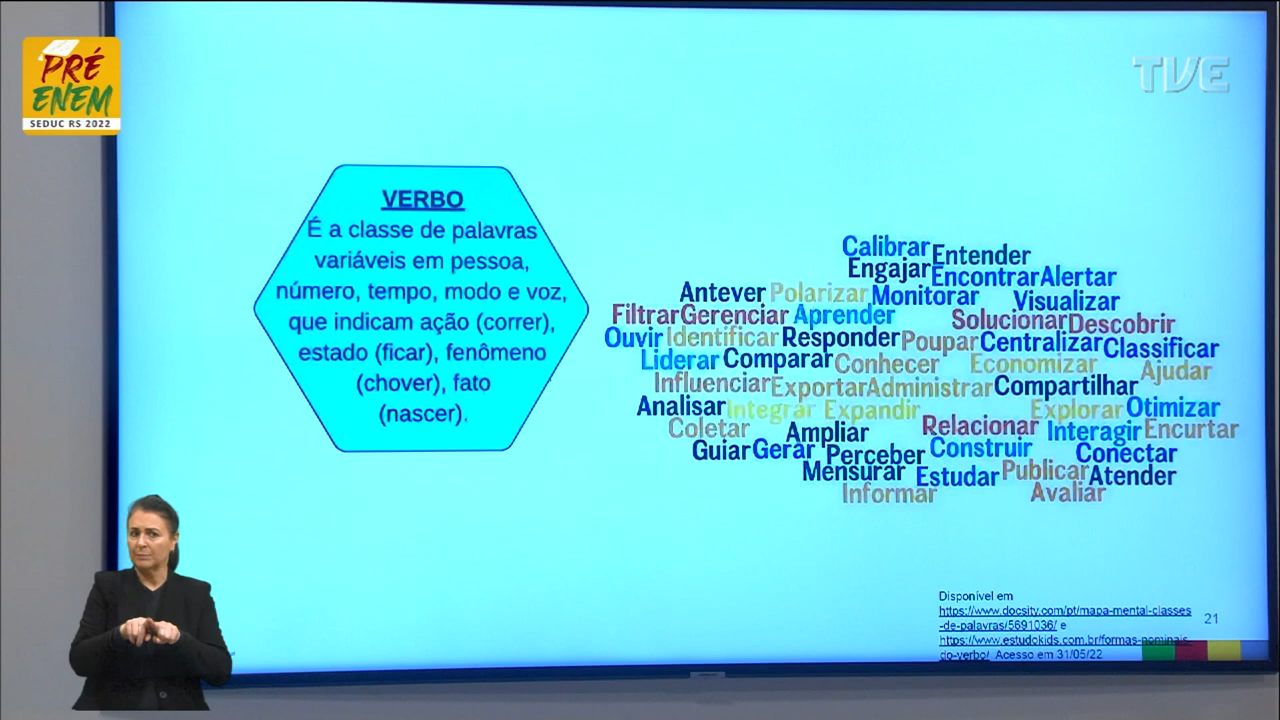 PRÉ
ENEM
SEDUC RS 2022
TVE
VERBO
É a classe de palavras
variáveis em pessoa,
número, tempo, modo e voz,
que indicam ação (correr),
estado (ficar), fenômeno
(chover), fato
(nascer).
Calibrar Entender
Engajar Encontrar Alertar
Antever Polarizar Monitorar Visualizar
Filtrar Gerenciar Aprender Solucionar Descobrir
Ouvir Identificar Responder Poupar Centralizar Classificar
Liderar Comparar Conhecer Economizar Ajudar
Influenciar Exportar Administrar Compartilhar
Analisar Integrar Expandir Explorar Otimizar
Coletar Ampliar Relacionar Interagir Encurtar
Guiar Gerar Perceber Construir Conectar
Mensurar Estudar Publicar Atender
Informar Avaliar
Disponível em
https://www.docsity.com/pt/mapa-mental-classes
-de-palavras/5691036/ e
https://www.estudokids.com.br/formas-nominais-
do-verbo/ Acesso em 31/05/22
21